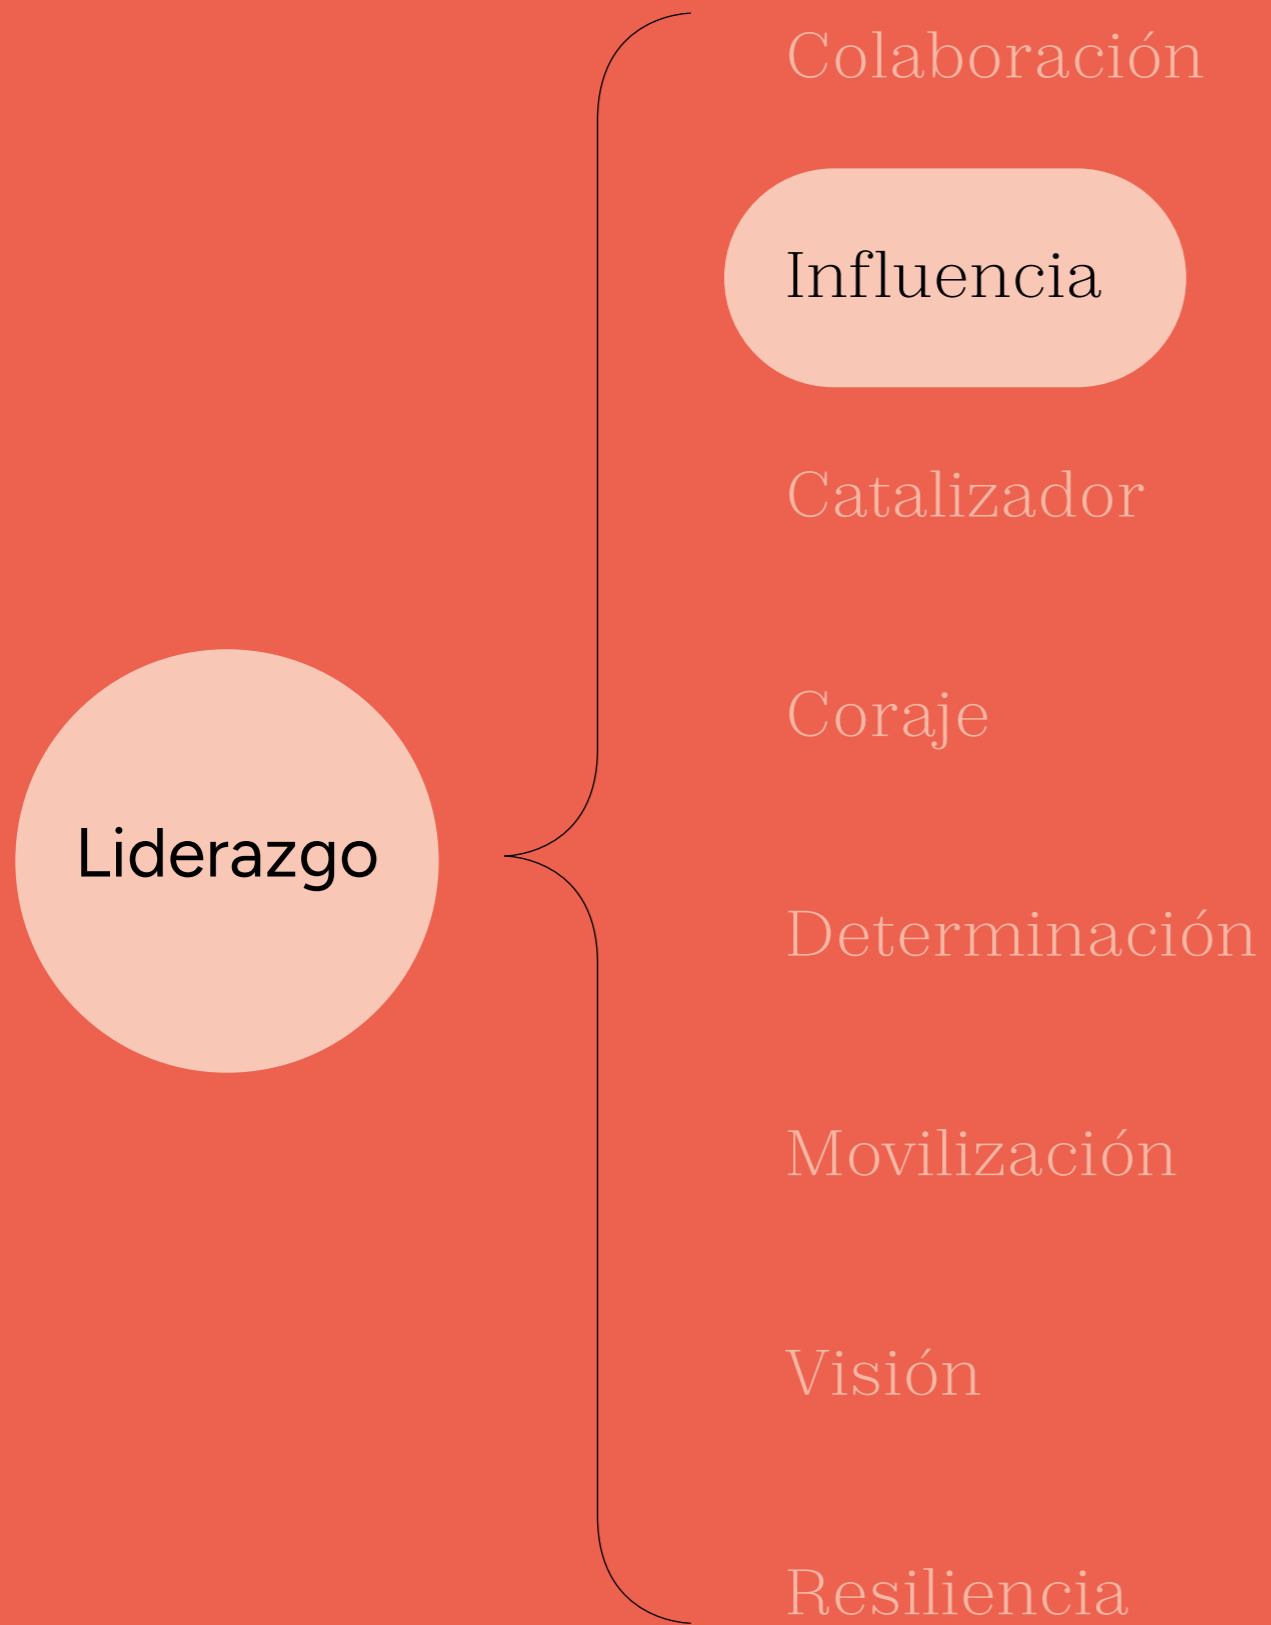 Liderazgo
Colaboración
Influencia
Catalizador
Coraje
Determinación
Movilización
Visión
Resiliencia